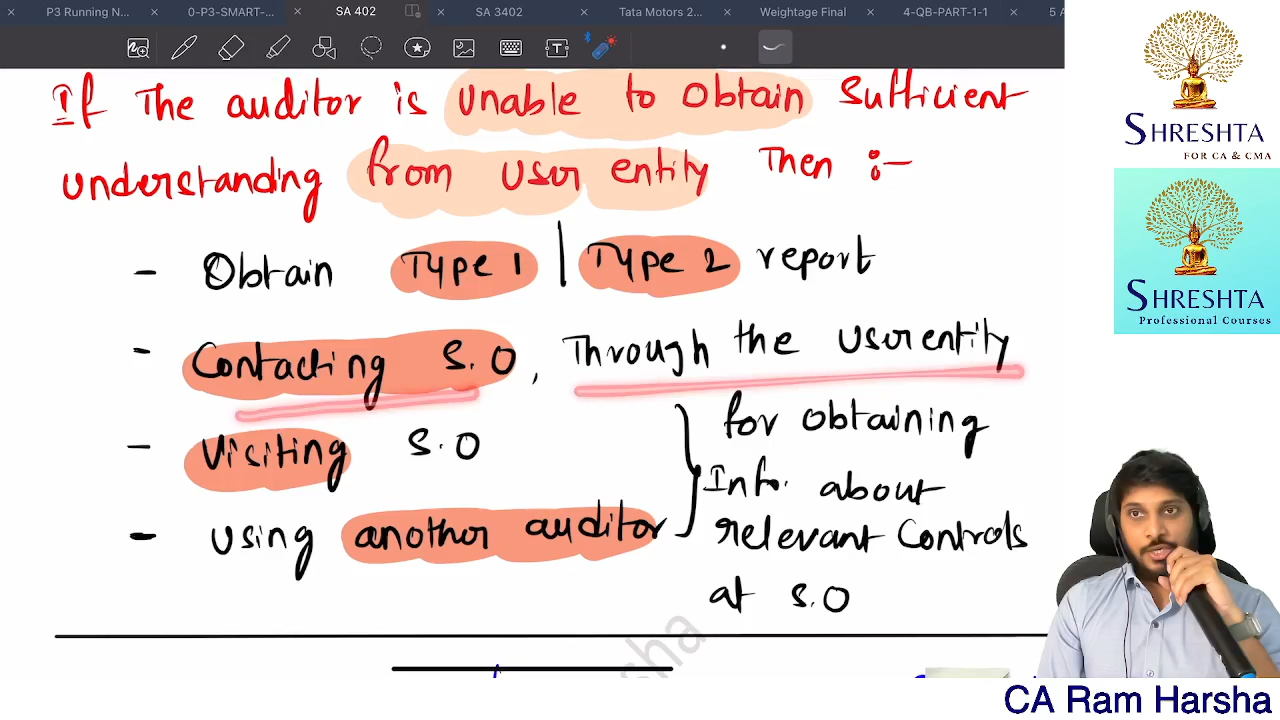 P3 Running N...
0-P3-SMART-...
SA 402
SA 3402
Tata Motors 2...
Weightage Final
4-QB-PART-1-1
5
If The auditor is unable to obtain sufficient
understanding from user entity Then :-
- Obtain Type 1 | Type 2 report
- Contacting S.O, Through the user entity
- Visiting S.O
- using another auditor
for obtaining
Info. about
relevant Controls
at S.O
SHRESHTA
FOR CA & CMA
SHRESHTA
Professional Courses
CA Ram Harsha